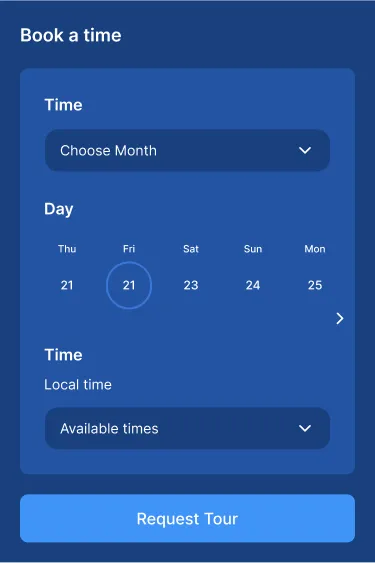 Book a time
Time
Choose Month
Day
Thu Fri Sat Sun Mon
21 21 23 24 25
Time
Local time
Available times
Request Tour